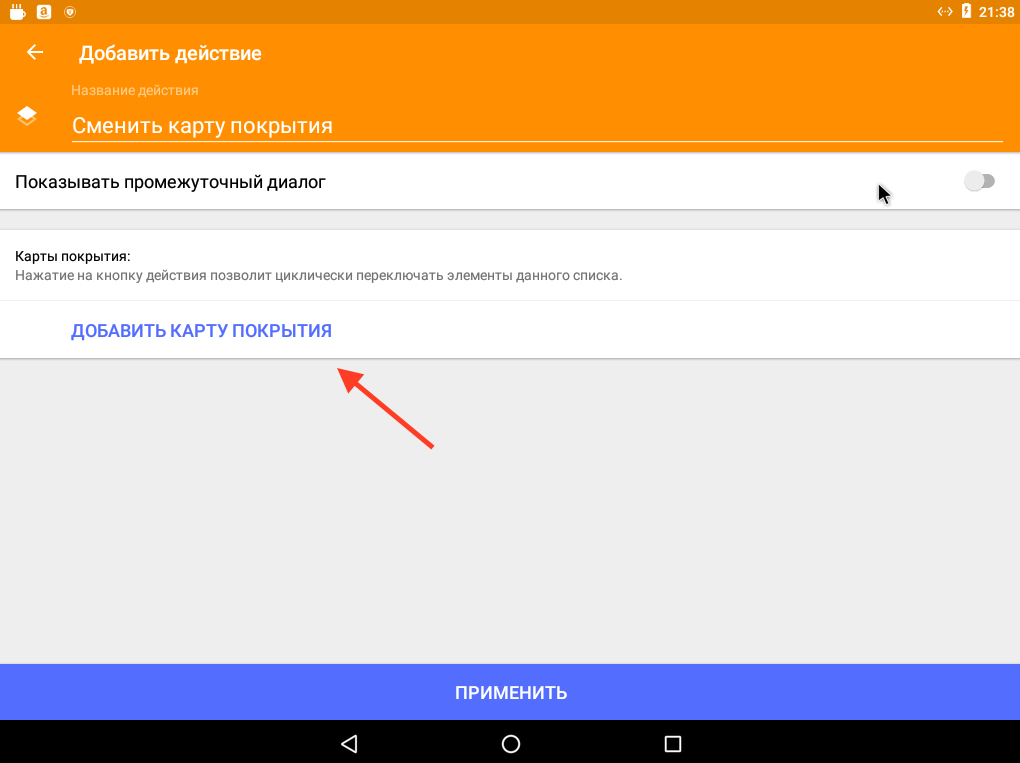 21:38
Добавить действие
Название действия
Сменить карту покрытия
Показывать промежуточный диалог
Карты покрытия:
Нажатие на кнопку действия позволит циклически переключать элементы данного списка.
ДОБАВИТЬ КАРТУ ПОКРЫТИЯ
ПРИМЕНИТЬ